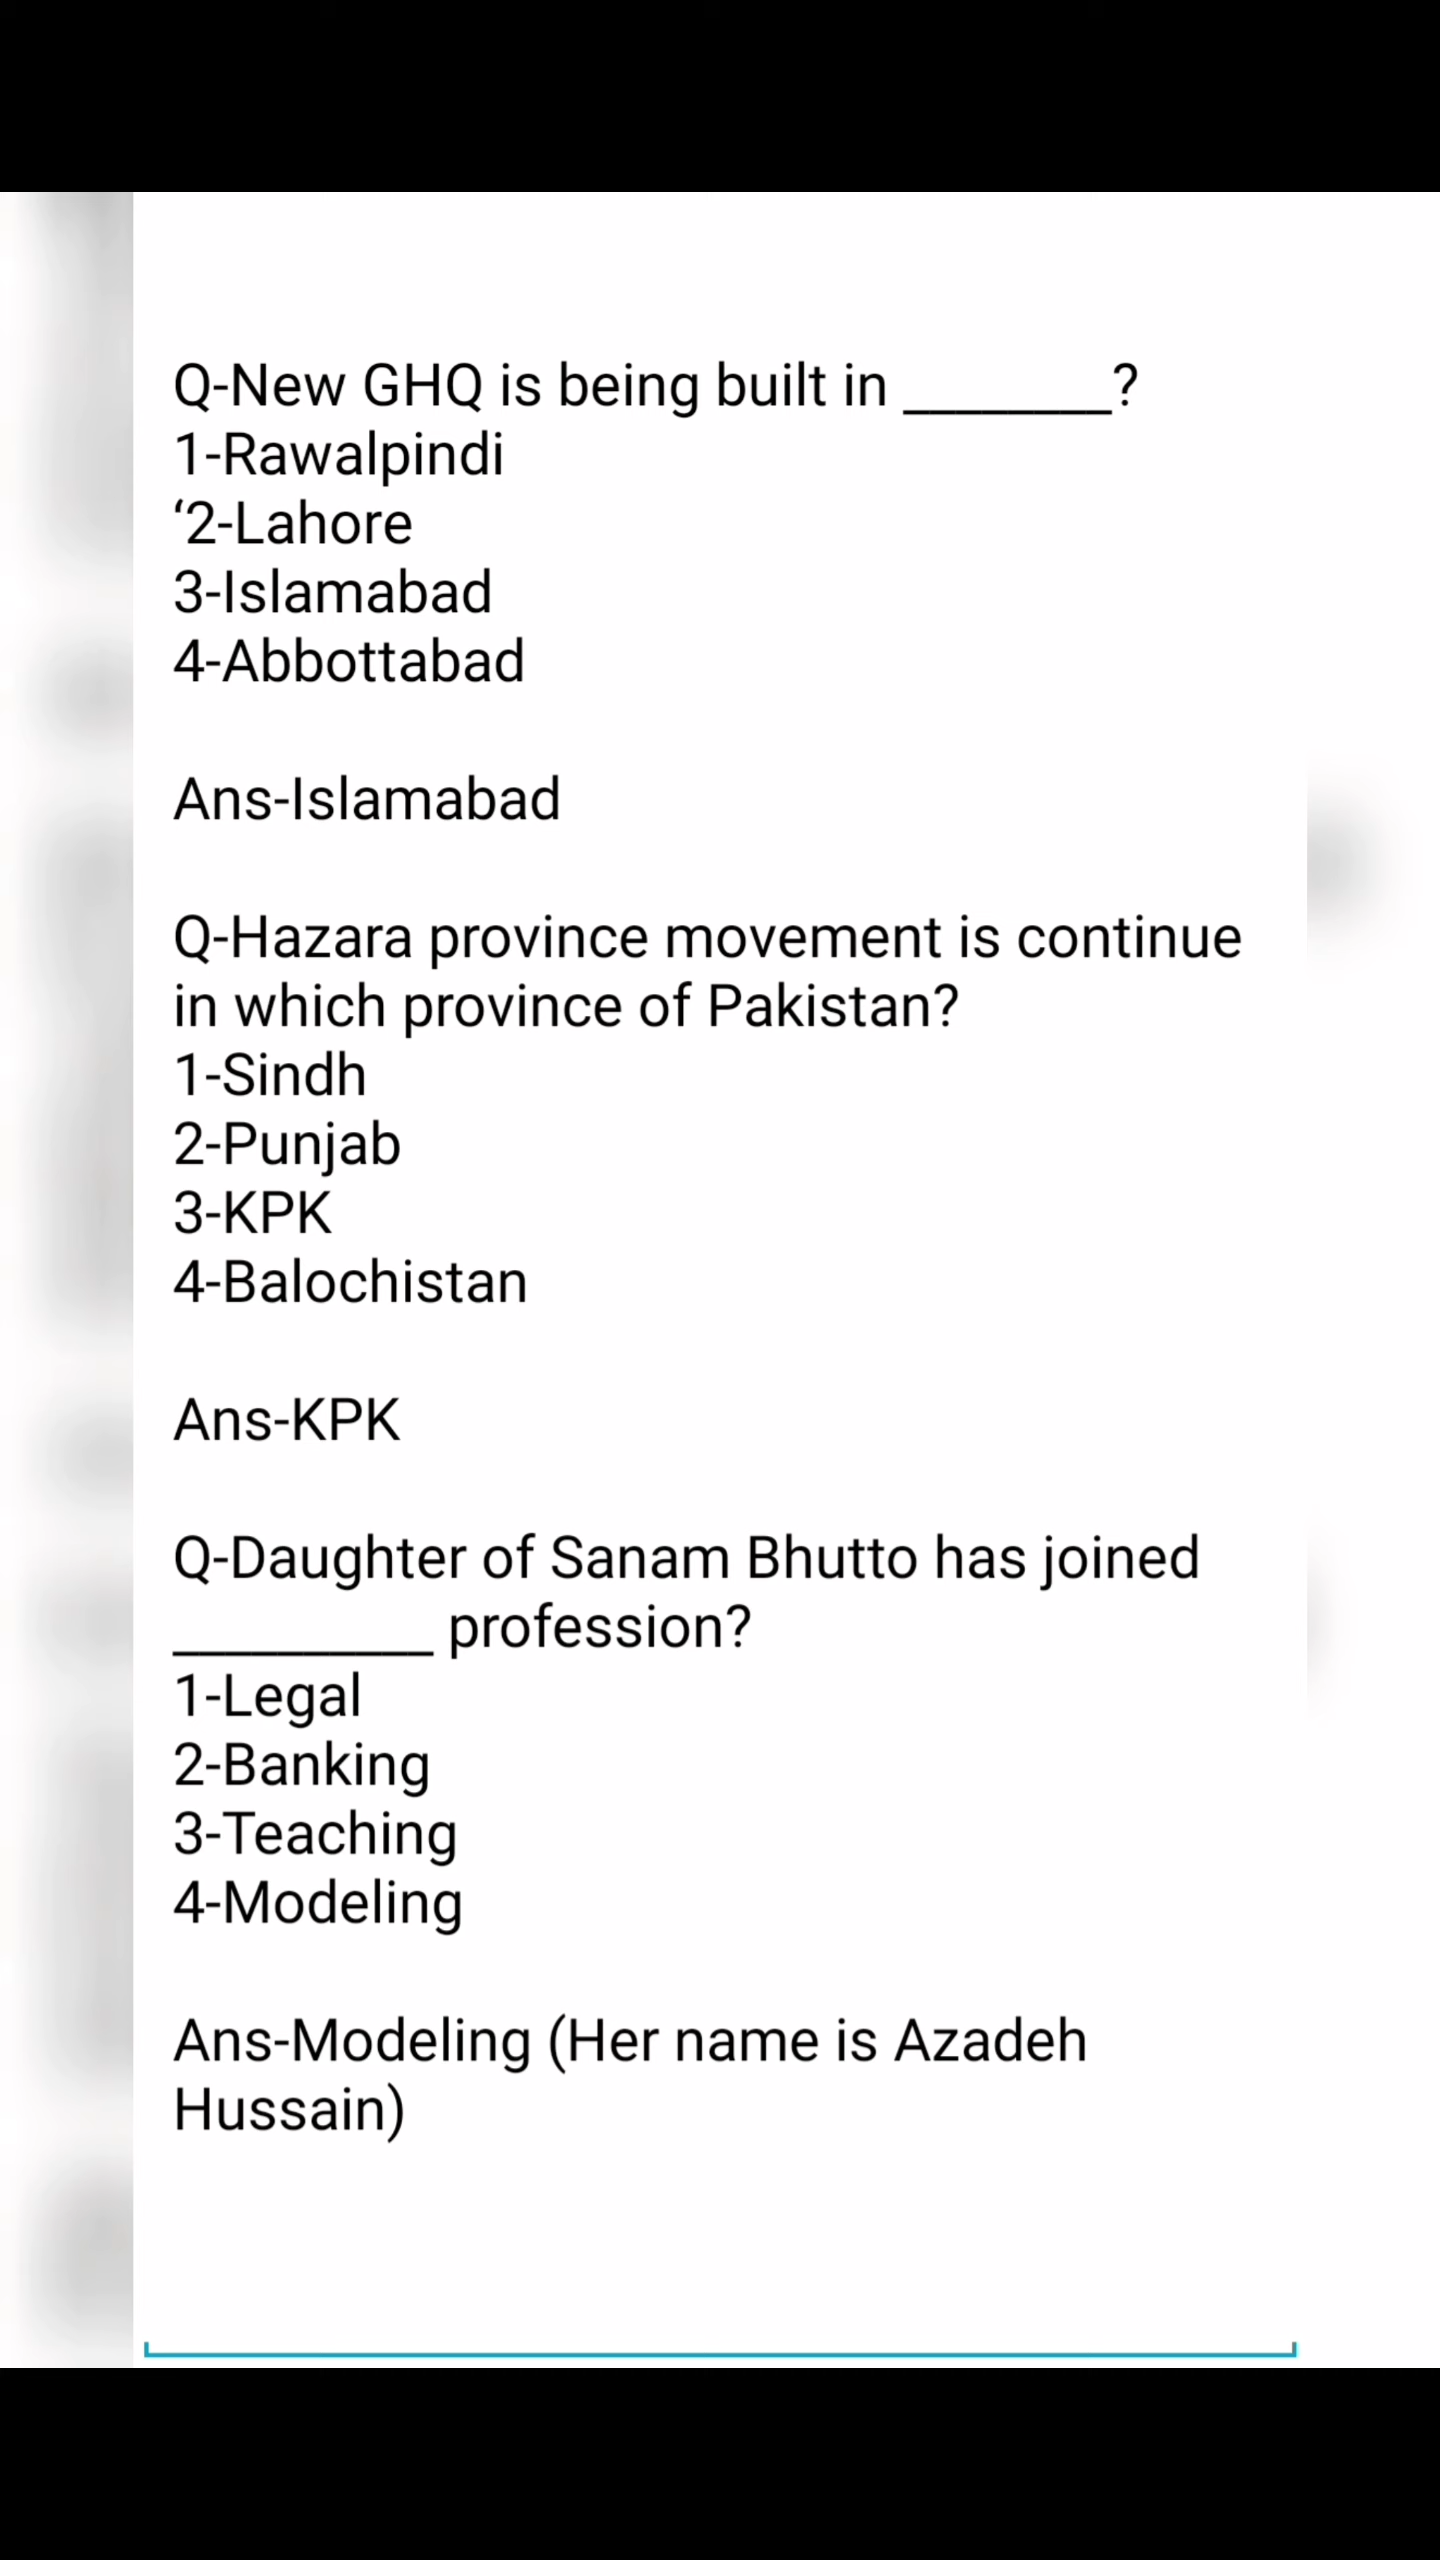 Q-New GHQ is being built in ________?
1-Rawalpindi
‘2-Lahore
3-Islamabad
4-Abbottabad
Ans-Islamabad
Q-Hazara province movement is continue
in which province of Pakistan?
1-Sindh
2-Punjab
3-KPK
4-Balochistan
Ans-KPK
Q-Daughter of Sanam Bhutto has joined
__________ profession?
1-Legal
2-Banking
3-Teaching
4-Modeling
Ans-Modeling (Her name is Azadeh
Hussain)